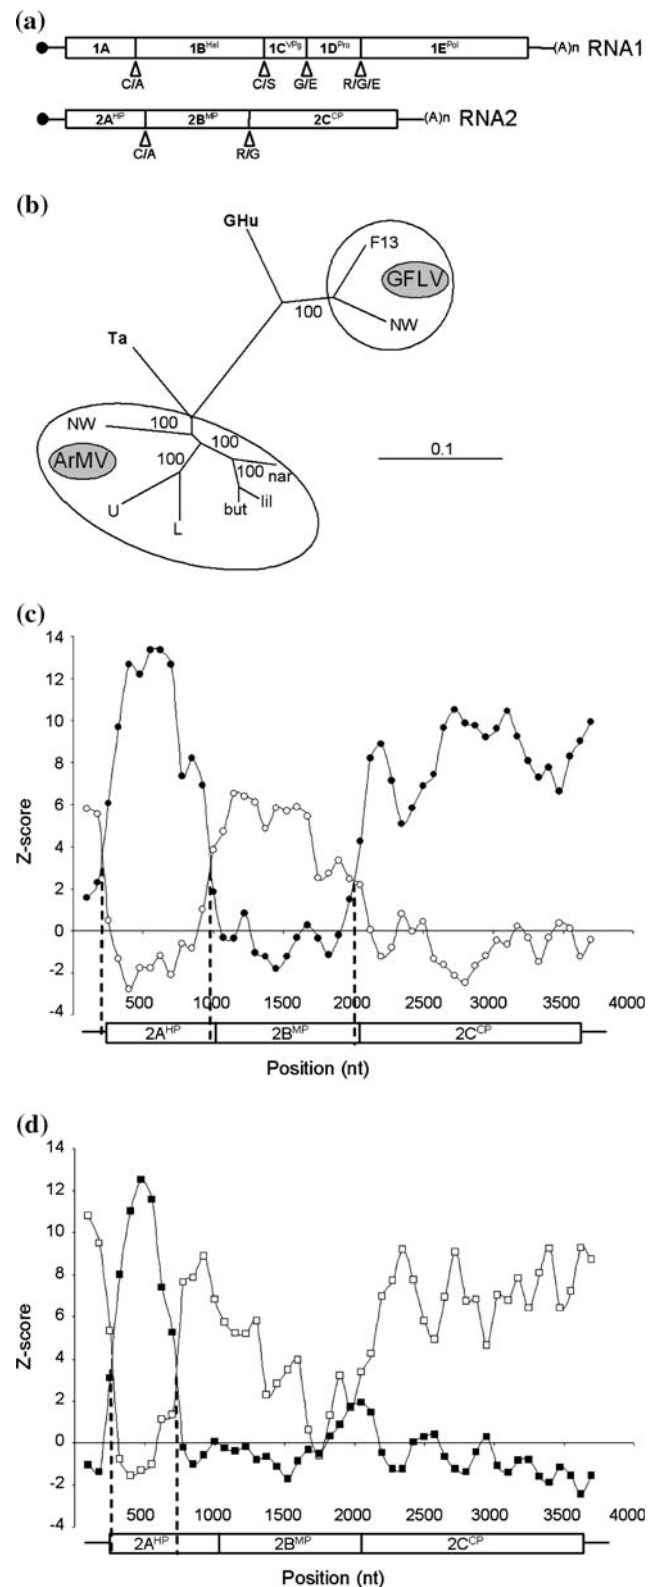 (a)
1A 1B^Hel 1C^VPg 1D^Pro 1E^Pol (A)n RNA1
C/A C/S G/E R/G/E
2A^HP 2B^MP 2C^CP (A)n RNA2
C/A R/G
(b)
GHu
F13
GFLV
100
NW
Ta
NW
100
100
ArMV
100
100
nar
0.1
U
L
but
lil
(c)
14
12
10
8
6
4
2
0
-2
-4
Z-score
500 1000 1500 2000 2500 3000 3500 4000
2A^HP 2B^MP 2C^CP
Position (nt)
(d)
14
12
10
8
6
4
2
0
-2
-4
Z-score
500 1000 1500 2000 2500 3000 3500 4000
2A^HP 2B^MP 2C^CP
Position (nt)